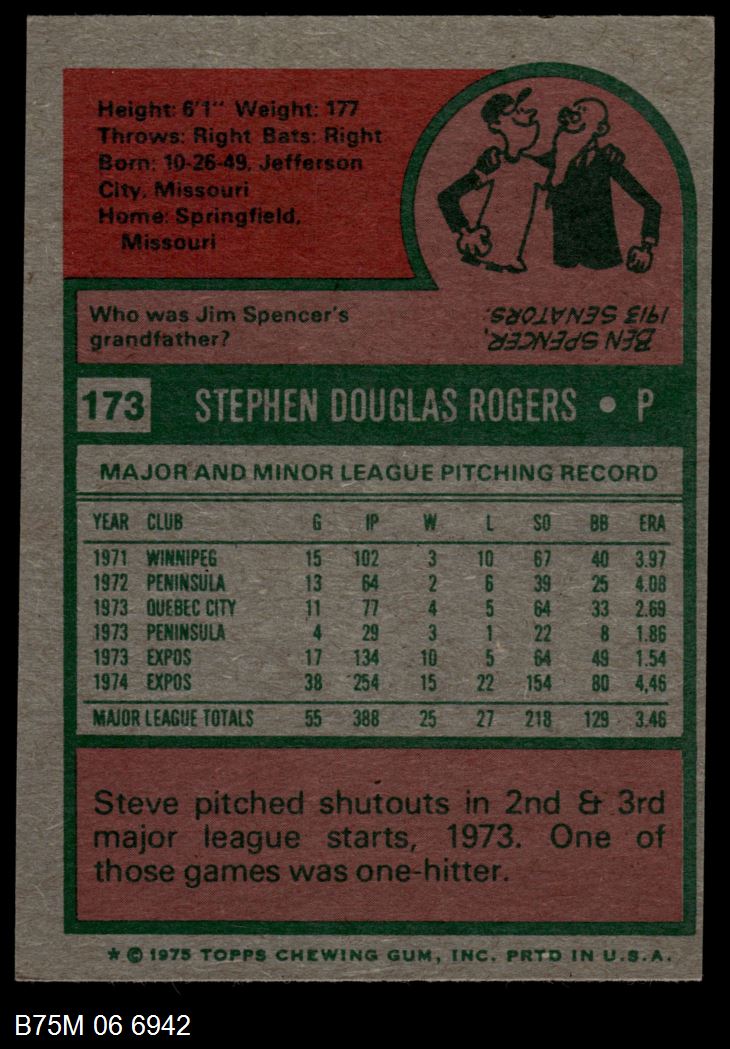 Height: 6'1" Weight: 177
Throws: Right Bats: Right
Born: 10-26-49, Jefferson
City, Missouri
Home: Springfield,
Missouri
Who was Jim Spencer's
grandfather?
BEN SPENCER,
1913 SENATORS.
173 STEPHEN DOUGLAS ROGERS • P
MAJOR AND MINOR LEAGUE PITCHING RECORD
YEAR CLUB G IP W L SO BB ERA
1971 WINNIPEG 15 102 3 10 67 40 3.97
1972 PENINSULA 13 64 2 6 39 25 4.08
1973 QUEBEC CITY 11 77 4 5 64 33 2.69
1973 PENINSULA 4 29 3 1 22 8 1.86
1973 EXPOS 17 134 10 5 64 49 1.54
1974 EXPOS 38 254 15 22 154 80 4.46
MAJOR LEAGUE TOTALS 55 388 25 27 218 129 3.46
Steve pitched shutouts in 2nd & 3rd
major league starts, 1973. One of
those games was one-hitter.
★ © 1975 TOPPS CHEWING GUM, INC. PRTD IN U.S.A.
B75M 06 6942